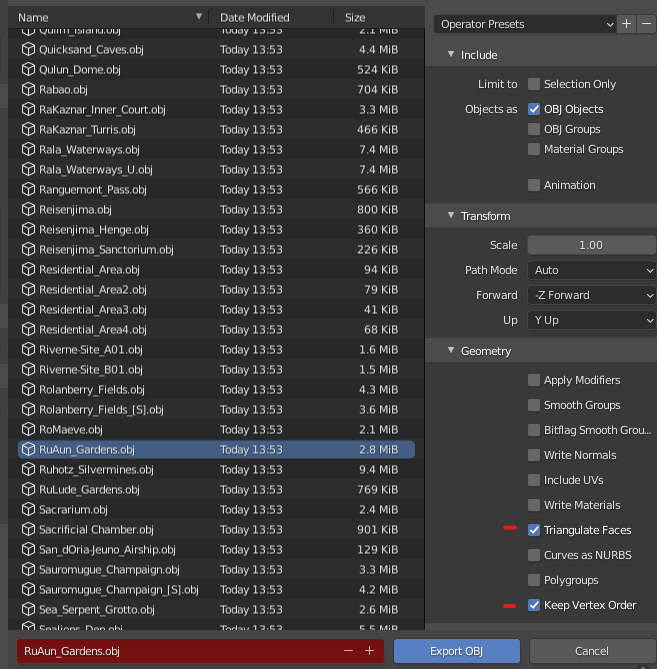 Name Date Modified Size
Qufim_Island.obj Today 13:53 2.1 MiB
Quicksand_Caves.obj Today 13:53 4.4 MiB
Qulun_Dome.obj Today 13:53 524 KiB
Rabao.obj Today 13:53 704 KiB
RaKaznar_Inner_Court.obj Today 13:53 3.3 MiB
RaKaznar_Turris.obj Today 13:53 466 KiB
Rala_Waterways.obj Today 13:53 7.4 MiB
Rala_Waterways_U.obj Today 13:53 7.4 MiB
Ranguemont_Pass.obj Today 13:53 566 KiB
Reisenjima.obj Today 13:53 800 KiB
Reisenjima_Henge.obj Today 13:53 360 KiB
Reisenjima_Sanctorium.obj Today 13:53 226 KiB
Residential_Area.obj Today 13:53 94 KiB
Residential_Area2.obj Today 13:53 79 KiB
Residential_Area3.obj Today 13:53 41 KiB
Residential_Area4.obj Today 13:53 68 KiB
Riverne-Site_A01.obj Today 13:53 1.6 MiB
Riverne-Site_B01.obj Today 13:53 1.5 MiB
Rolanberry_Fields.obj Today 13:53 4.3 MiB
Rolanberry_Fields_[S].obj Today 13:53 3.6 MiB
RoMaeve.obj Today 13:53 2.1 MiB
RuAun_Gardens.obj Today 13:53 2.8 MiB
Ruhotz_Silvermines.obj Today 13:53 9.4 MiB
RuLude_Gardens.obj Today 13:53 769 KiB
Sacrarium.obj Today 13:53 2.4 MiB
Sacrificial Chamber.obj Today 13:53 901 KiB
San_dOria-Jeuno_Airship.obj Today 13:53 129 KiB
Sauromugue_Champaign.obj Today 13:53 3.3 MiB
Sauromugue_Champaign_[S].obj Today 13:53 4.2 MiB
Sea_Serpent_Grotto.obj Today 13:53 2.6 MiB
Sealions_Den.obj Today 13:53 5.5 MiB
RuAun_Gardens.obj
Operator Presets
Include
Limit to Selection Only
Objects as OBJ Objects
OBJ Groups
Material Groups
Animation
Transform
Scale 1.00
Path Mode Auto
Forward -Z Forward
Up Y Up
Geometry
Apply Modifiers
Smooth Groups
Bitflag Smooth Grou...
Write Normals
Include UVs
Write Materials
Triangulate Faces
Curves as NURBS
Polygroups
Keep Vertex Order
Export OBJ Cancel